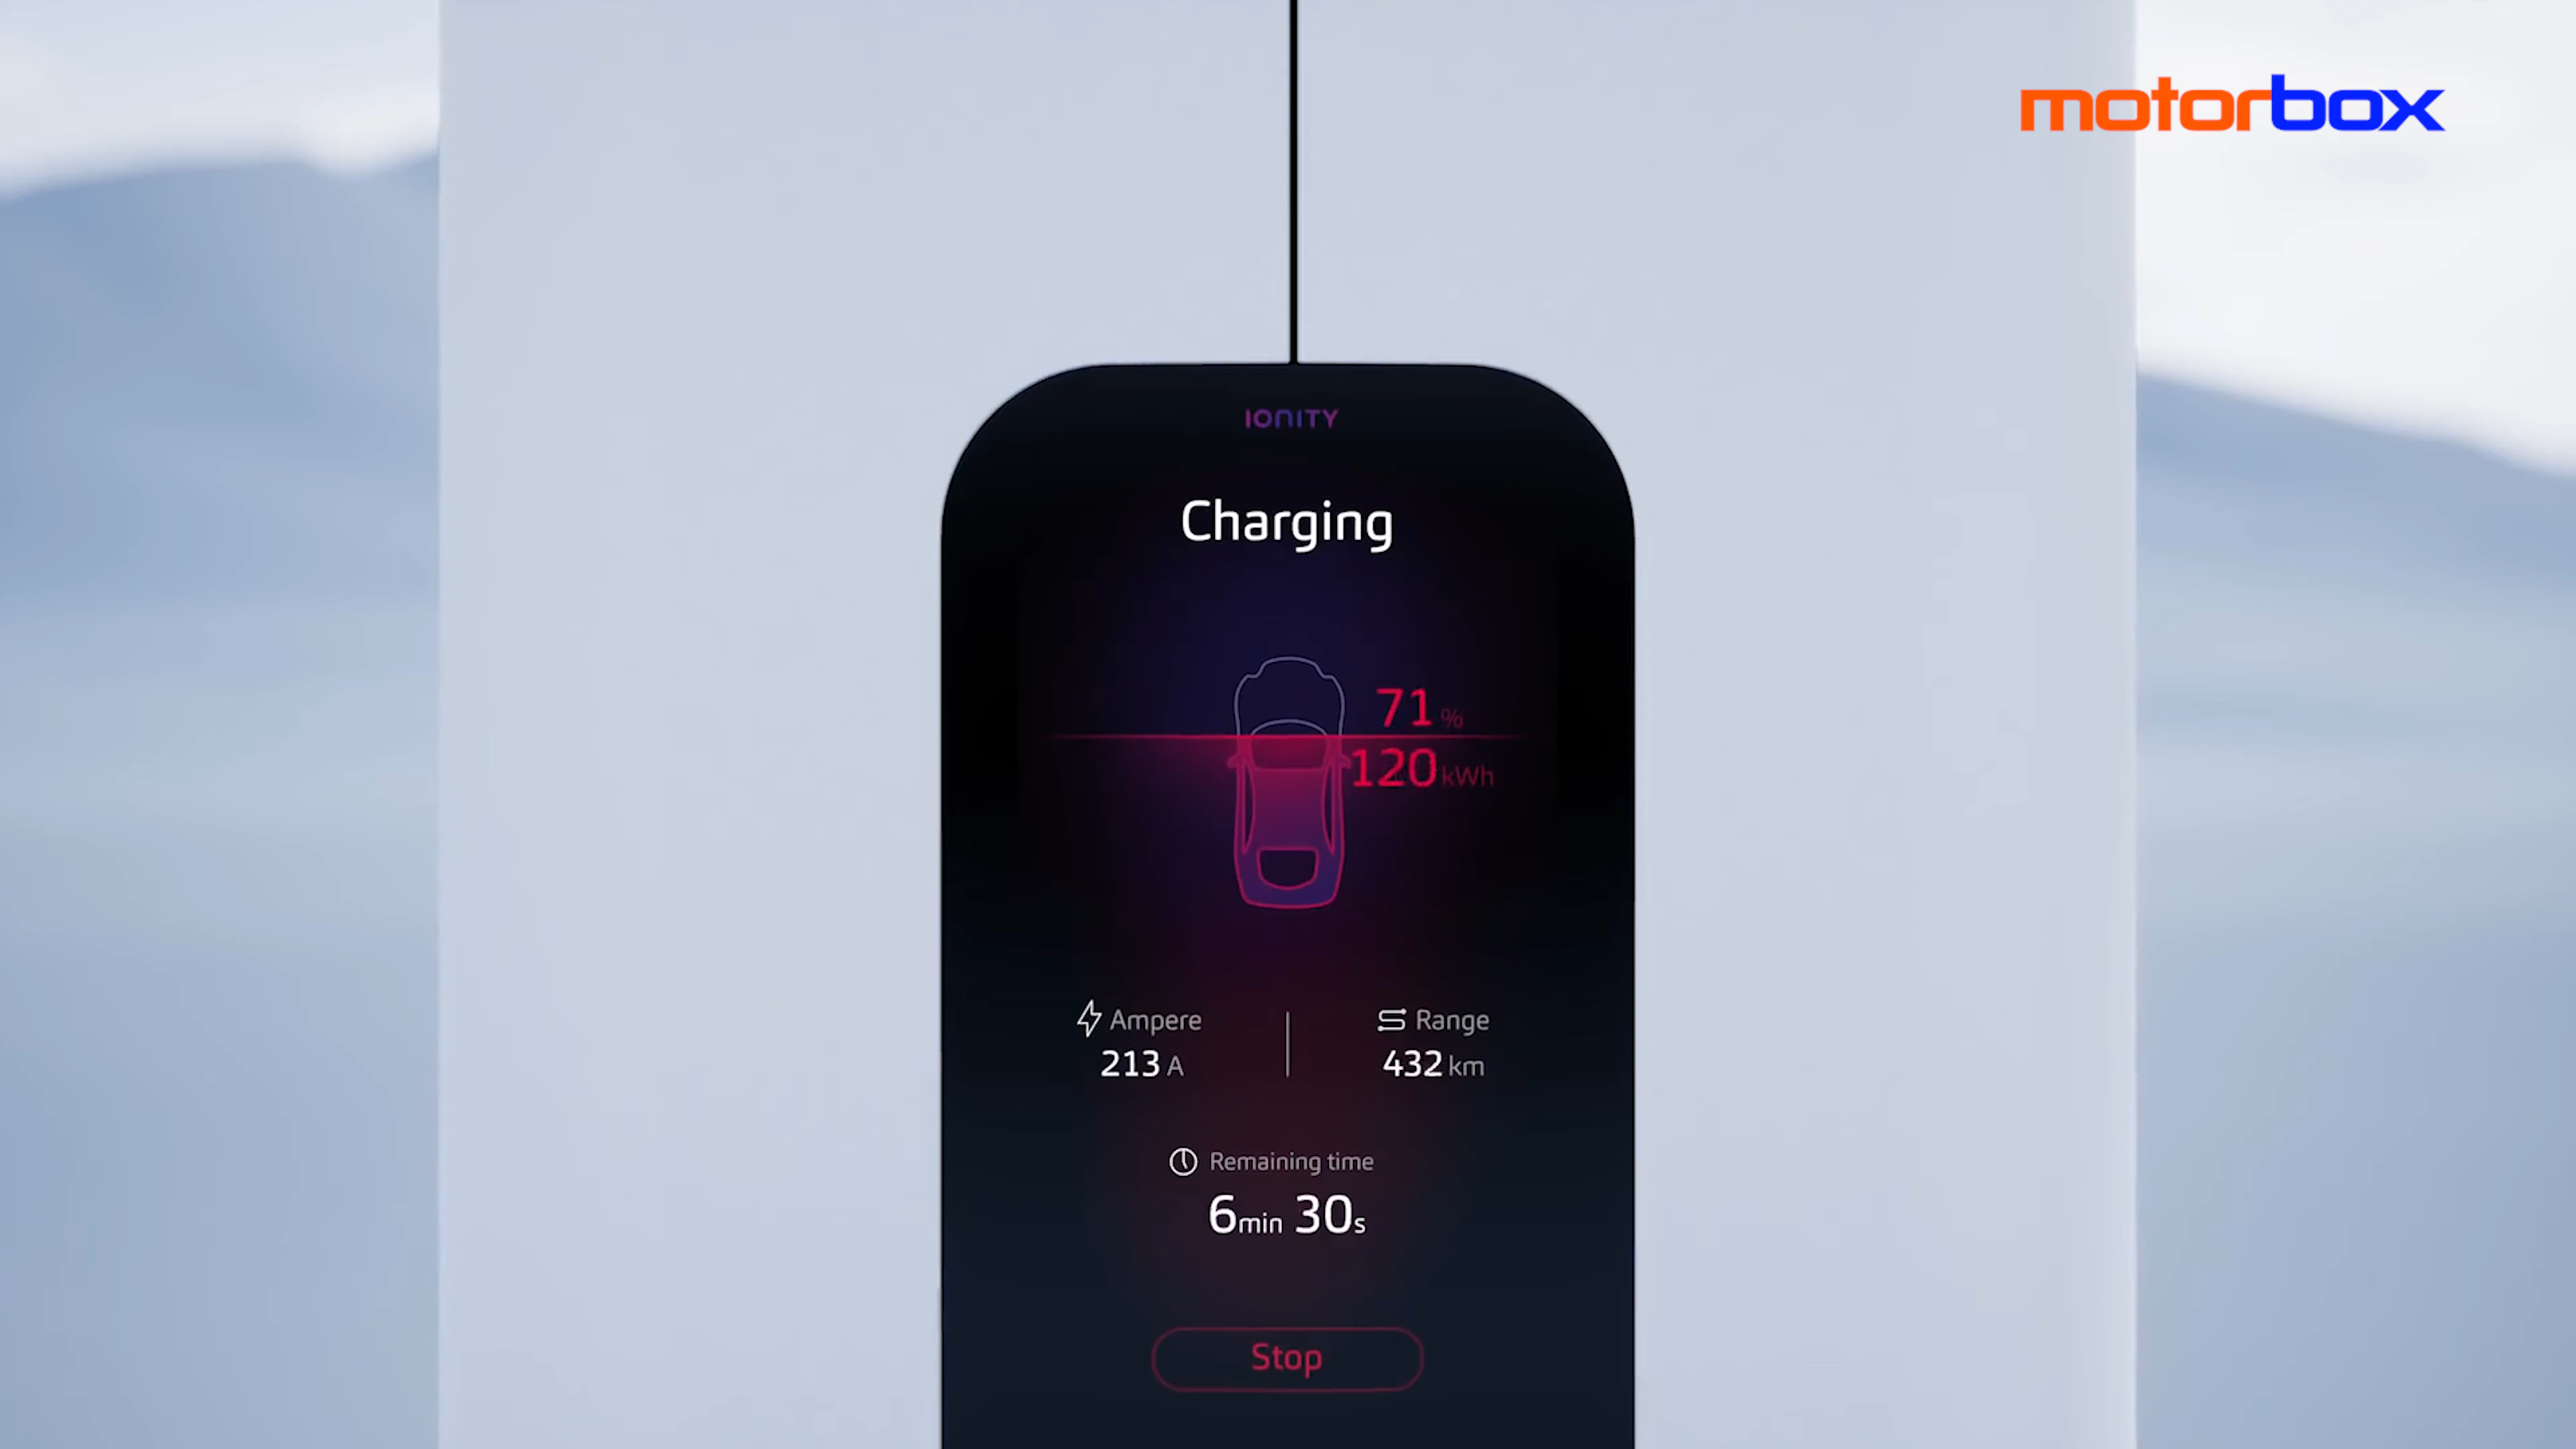 motorbox
IONITY
Charging
71 %
120 kWh
Ampere
213 A
Range
432 km
Remaining time
6min 30s
Stop